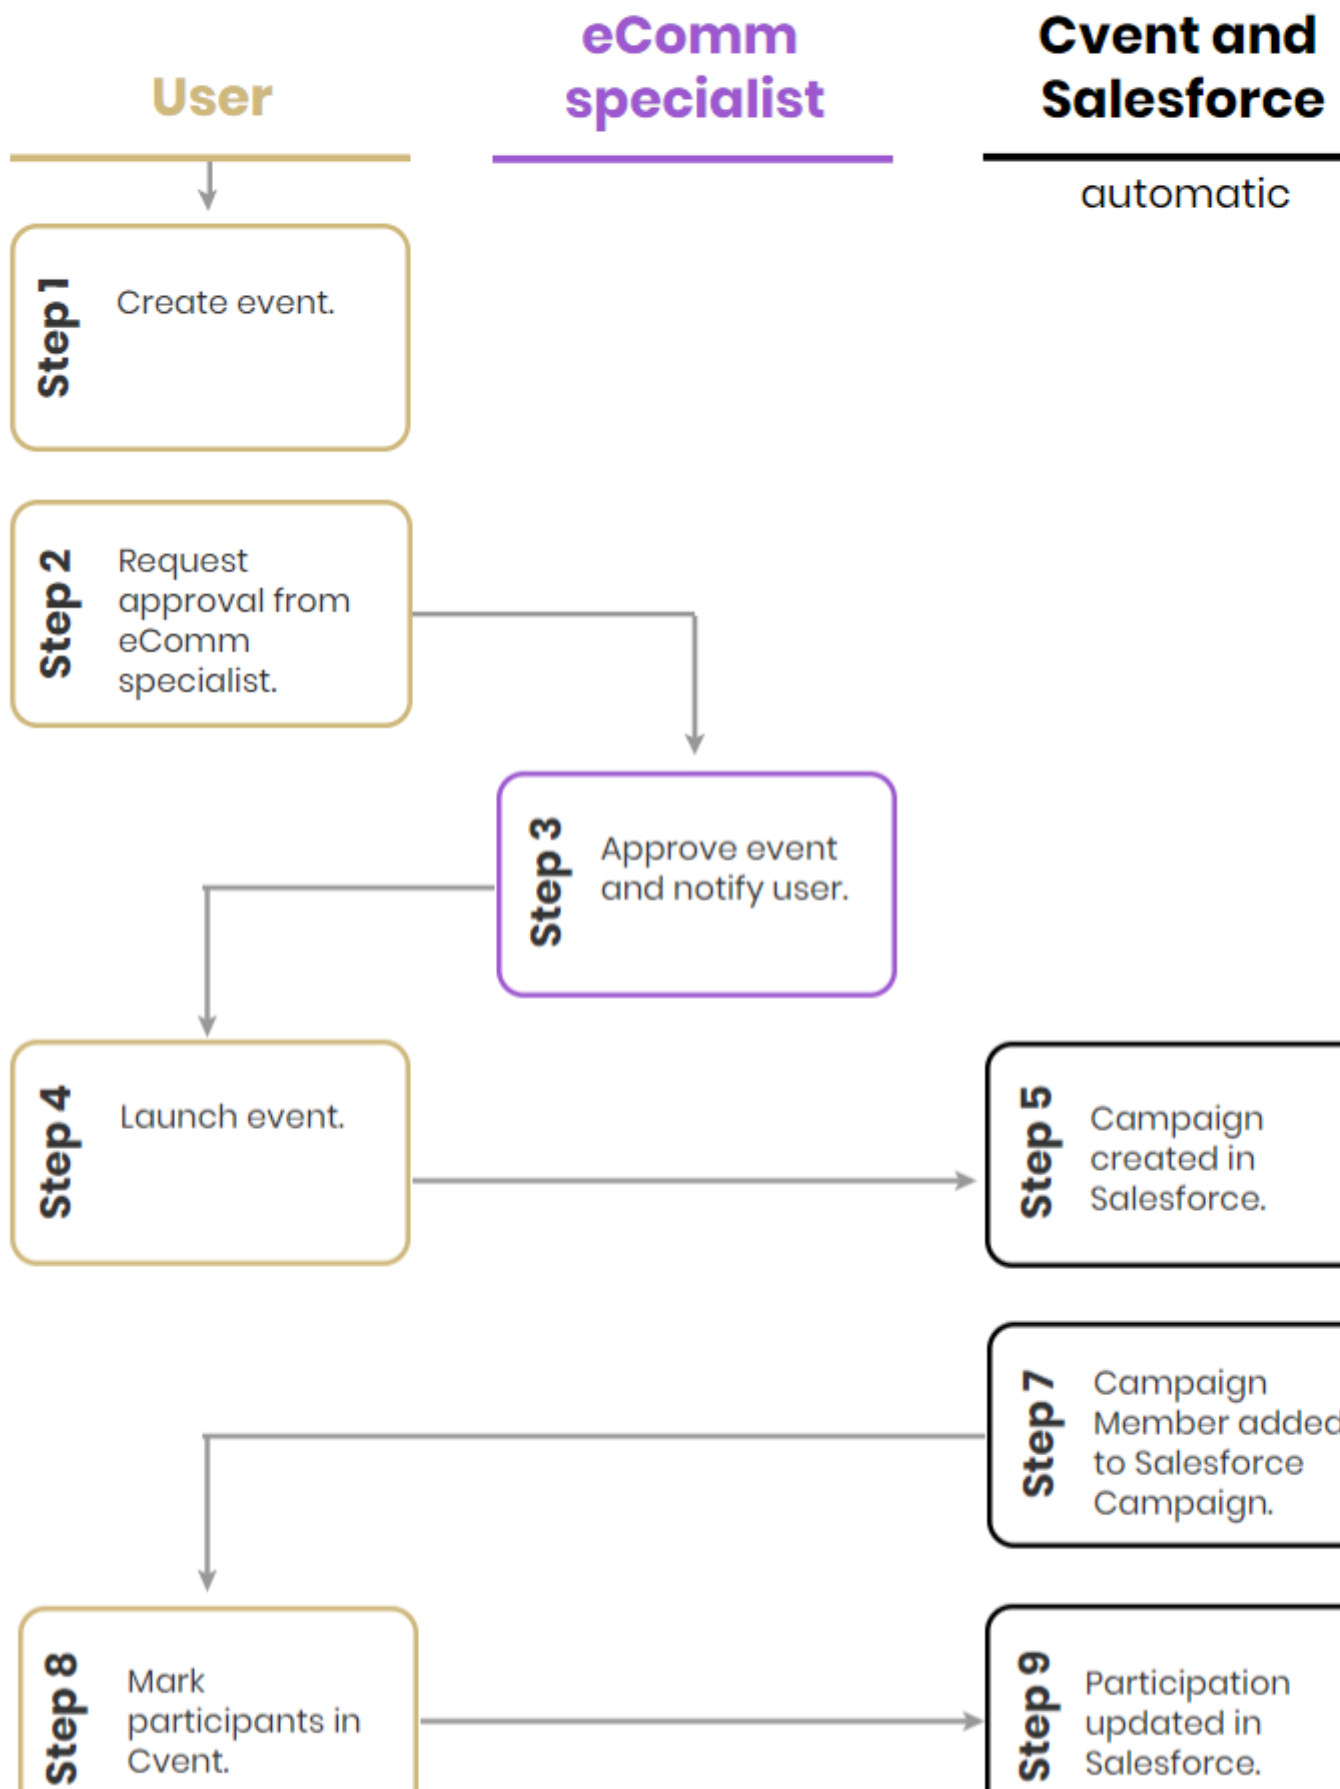 User
eComm
specialist
Cvent and
Salesforce
automatic
Step 1
Create event.
Step 2
Request
approval from
eComm
specialist.
Step 3
Approve event
and notify user.
Step 4
Launch event.
Step 5
Campaign
created in
Salesforce.
Step 7
Campaign
Member added
to Salesforce
Campaign.
Step 8
Mark
participants in
Cvent.
Step 9
Participation
updated in
Salesforce.